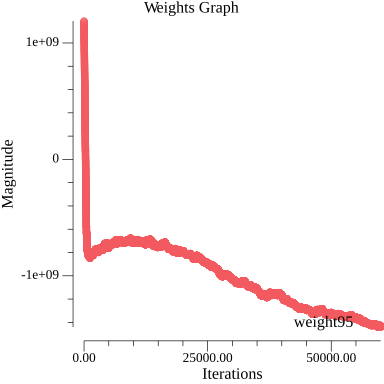 Weights Graph
1e+09
0
-1e+09
Magnitude
weight95
0.00 25000.00 50000.00
Iterations